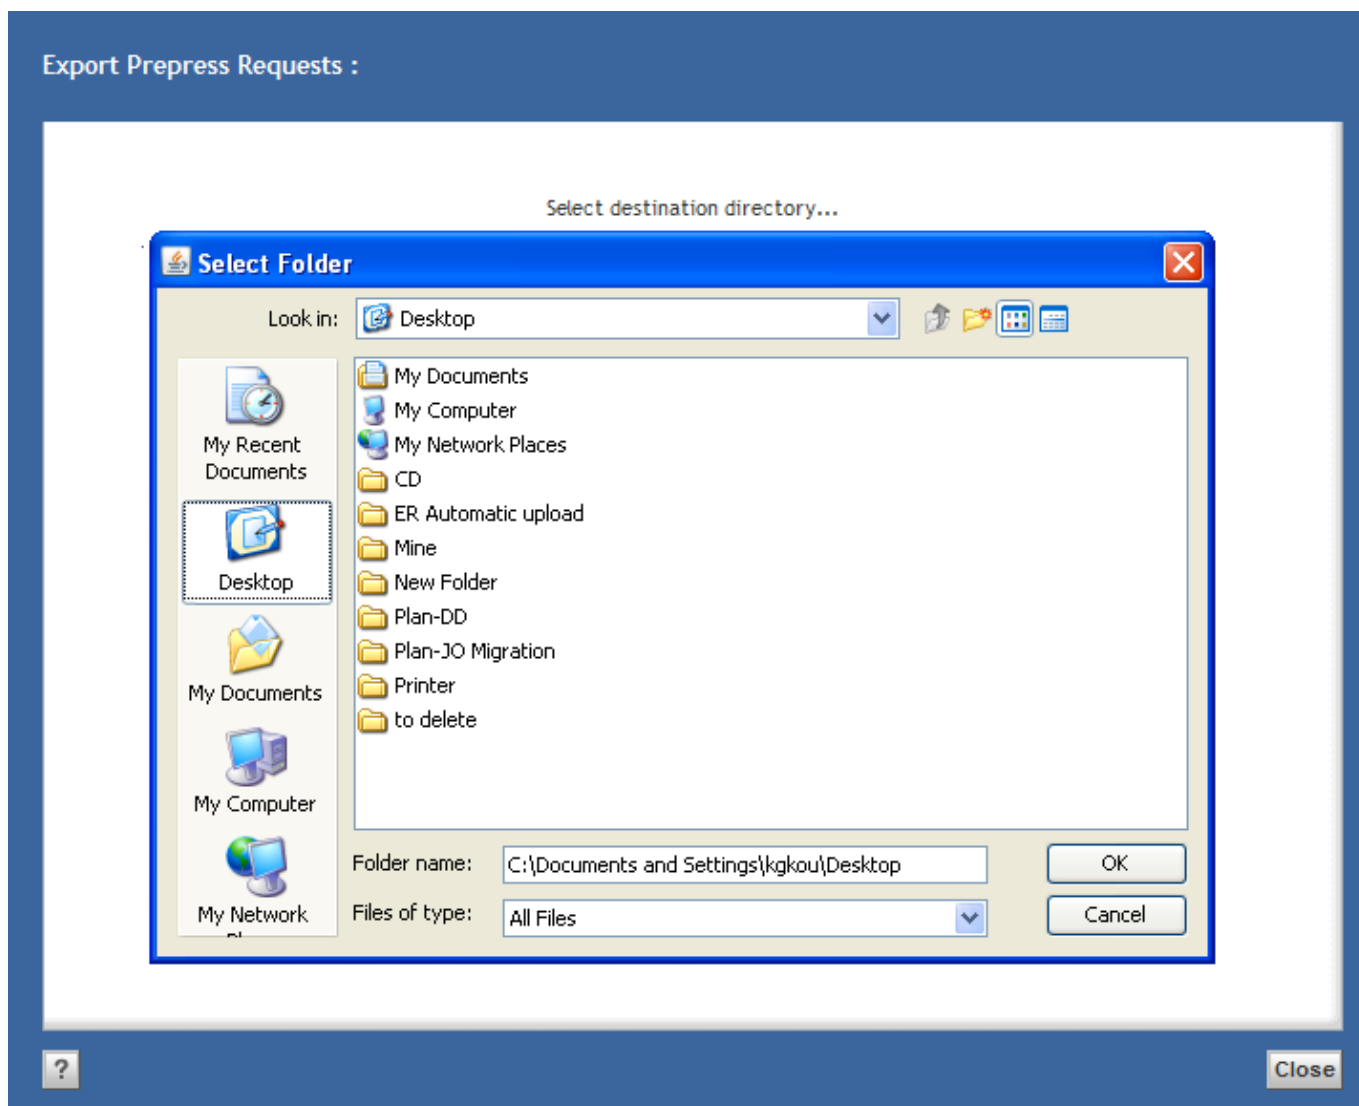 Export Prepress Requests :
Select destination directory...
Select Folder
Look in:
Desktop
My Recent
Documents
Desktop
My Documents
My Computer
My Network
My Documents
My Computer
My Network Places
CD
ER Automatic upload
Mine
New Folder
Plan-DD
Plan-JO Migration
Printer
to delete
Folder name:
C:\Documents and Settings\kgkou\Desktop
OK
Files of type:
All Files
Cancel
?
Close